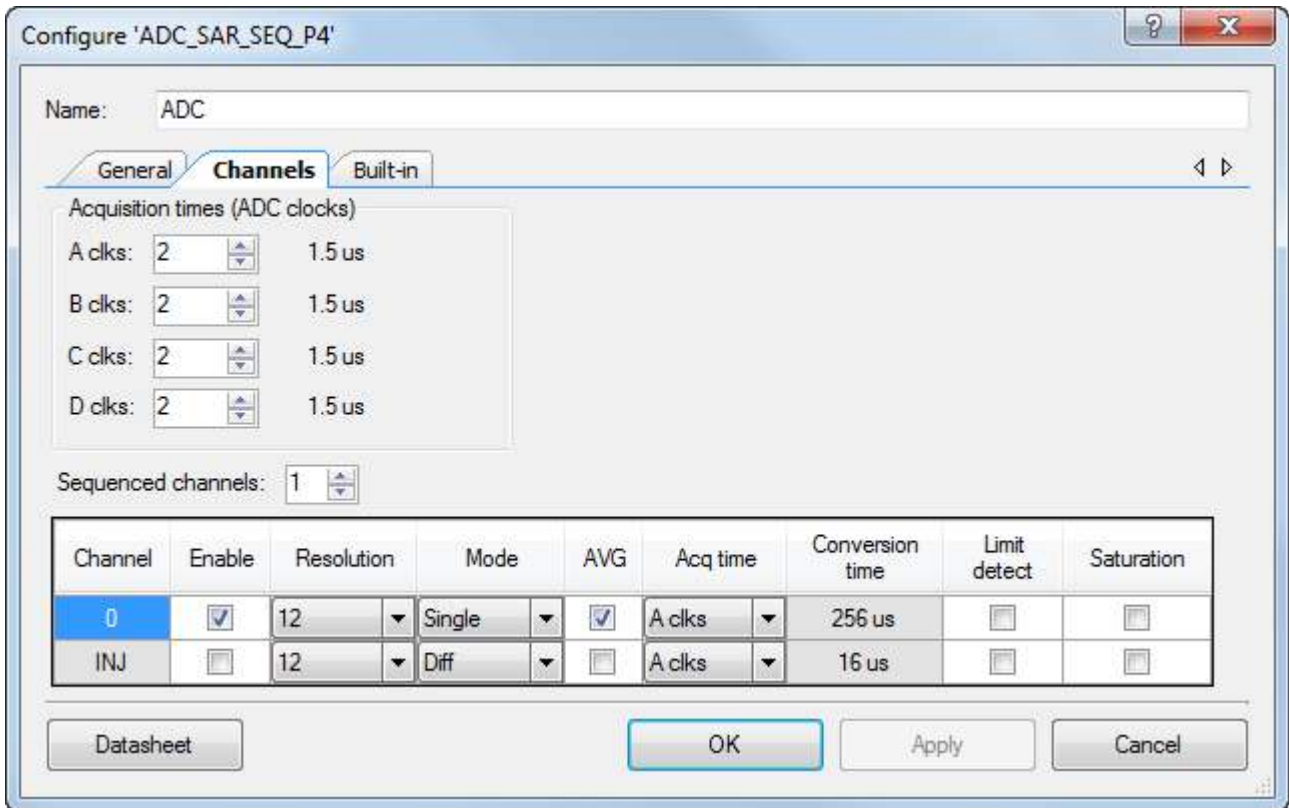 Configure 'ADC_SAR_SEQ_P4'
Name: ADC
General Channels Built-in
Acquisition times (ADC clocks)
A clks: 2 1.5 us
B clks: 2 1.5 us
C clks: 2 1.5 us
D clks: 2 1.5 us
Sequenced channels: 1
Channel Enable Resolution Mode AVG Acq time Conversion time Limit detect Saturation
0 12 Single A clks 256 us
INJ 12 Diff A clks 16 us
Datasheet OK Apply Cancel